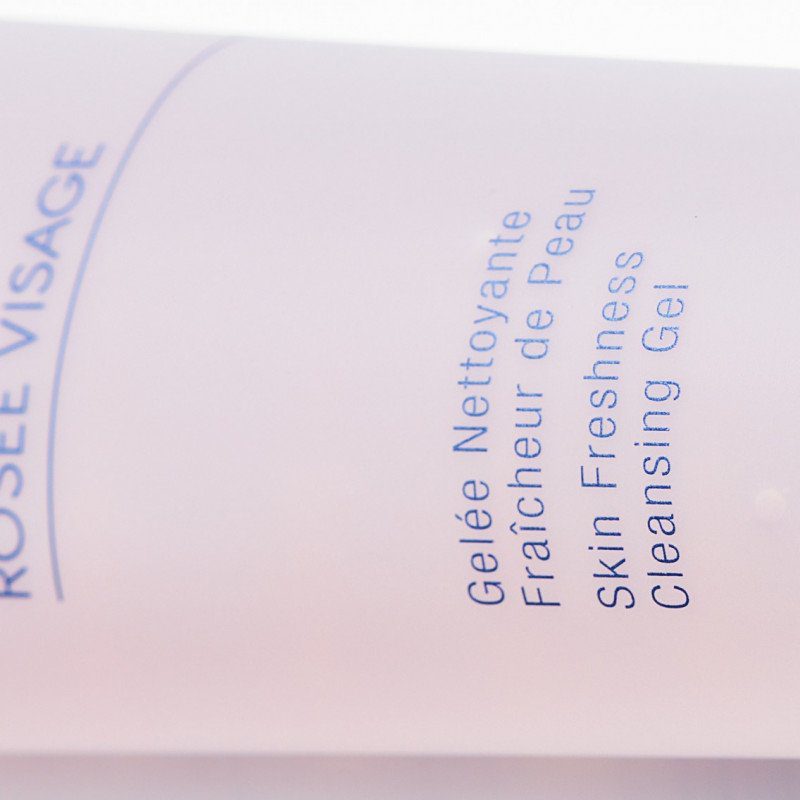 ROSÉE VISAGE
Gelée Nettoyante
Fraîcheur de Peau
Skin Freshness
Cleansing Gel